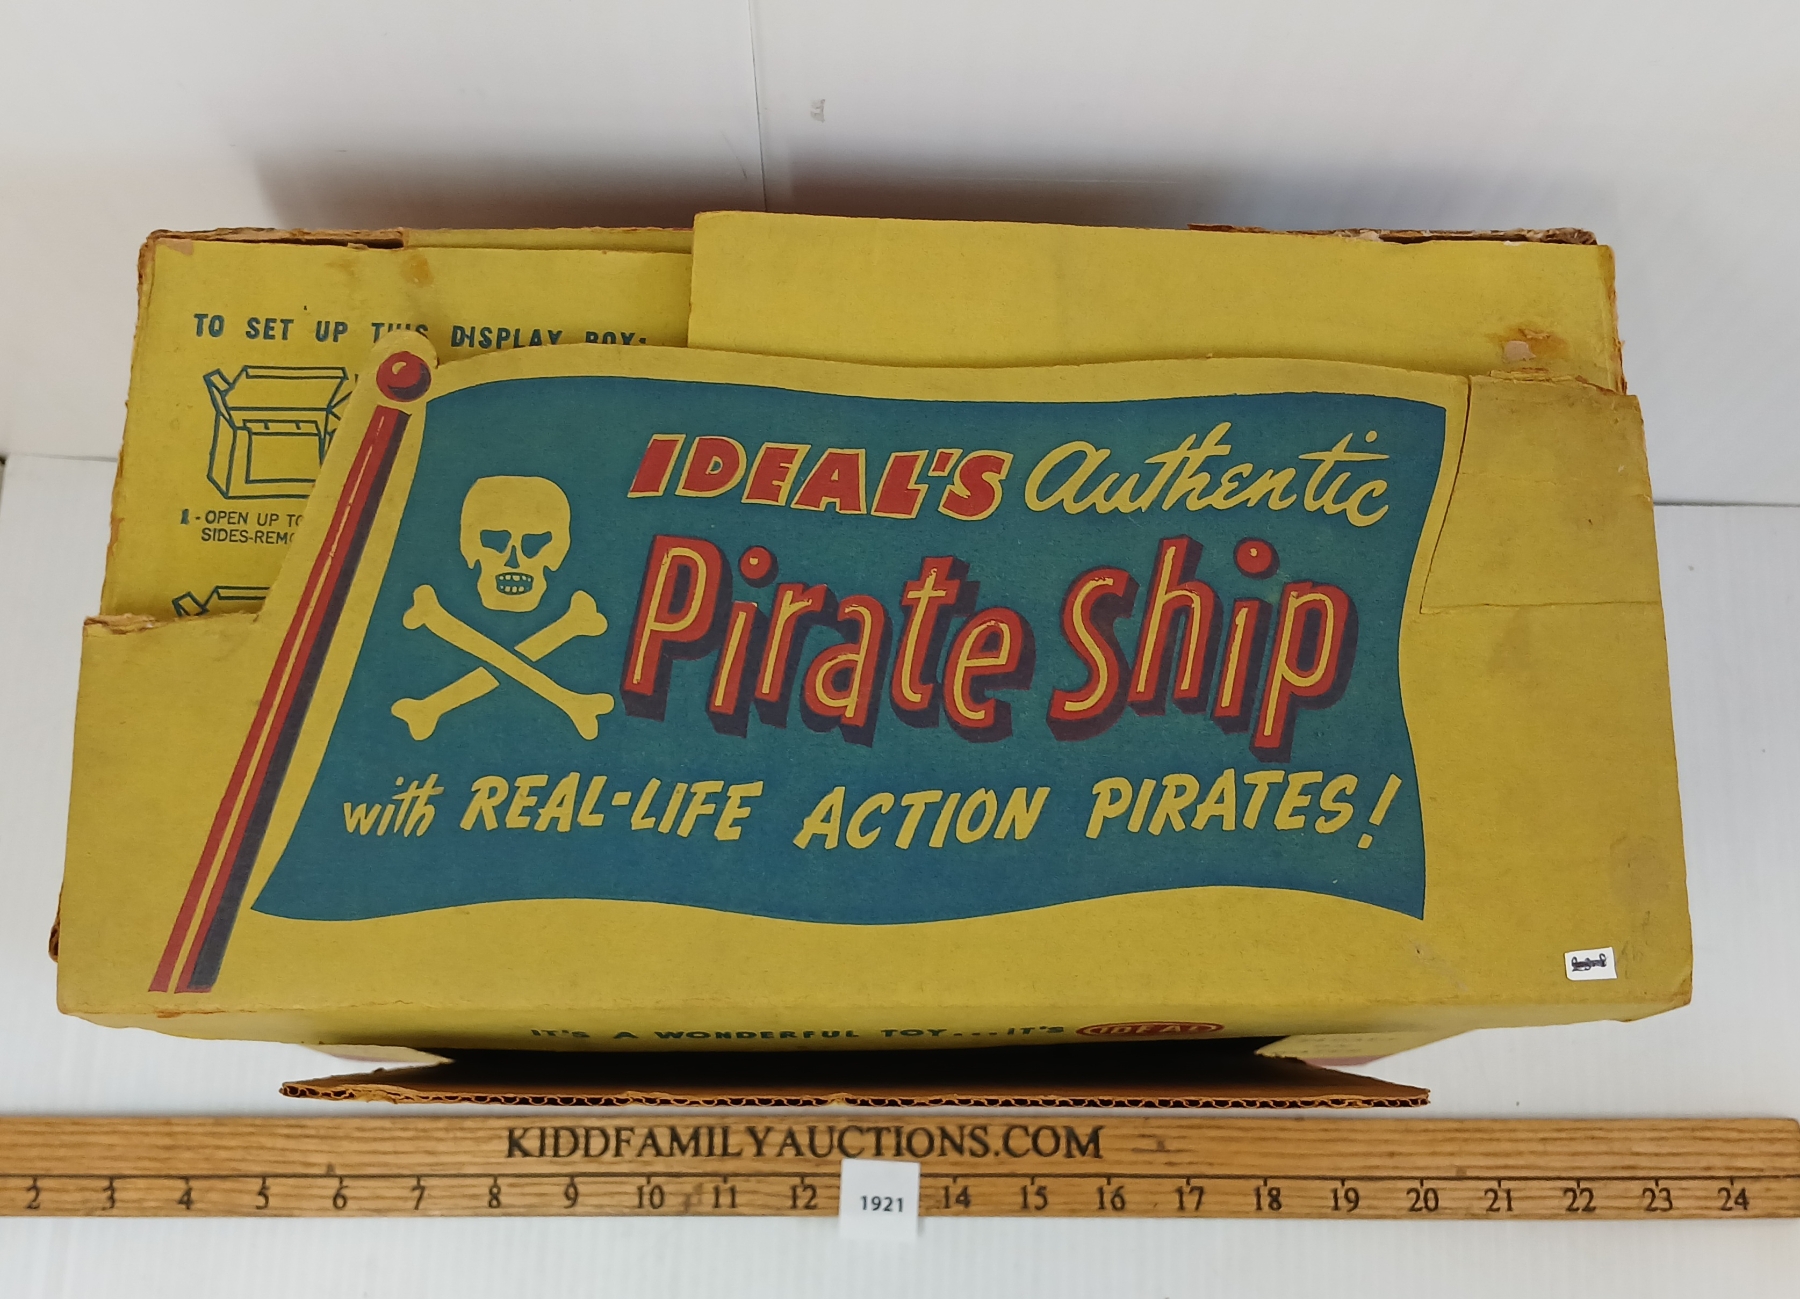 TO SET UP THIS DISPLAY BOX:
1-OPEN UP TO
SIDES-REMO
IDEAL'S Authentic
Pirate Ship
with REAL-LIFE ACTION PIRATES!
IT'S A WONDERFUL TOY....IT'S IDEAL
KIDDFAMILYAUCTIONS.COM
2 3 4 5 6 7 8 9 10 11 12 14 15 16 17 18 19 20 21 22 23 24
1921